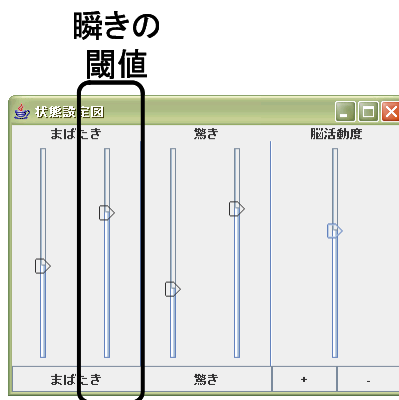 瞬きの
閾値
状態設定図
まばたき 驚き 脳活動度
まばたき 驚き + -